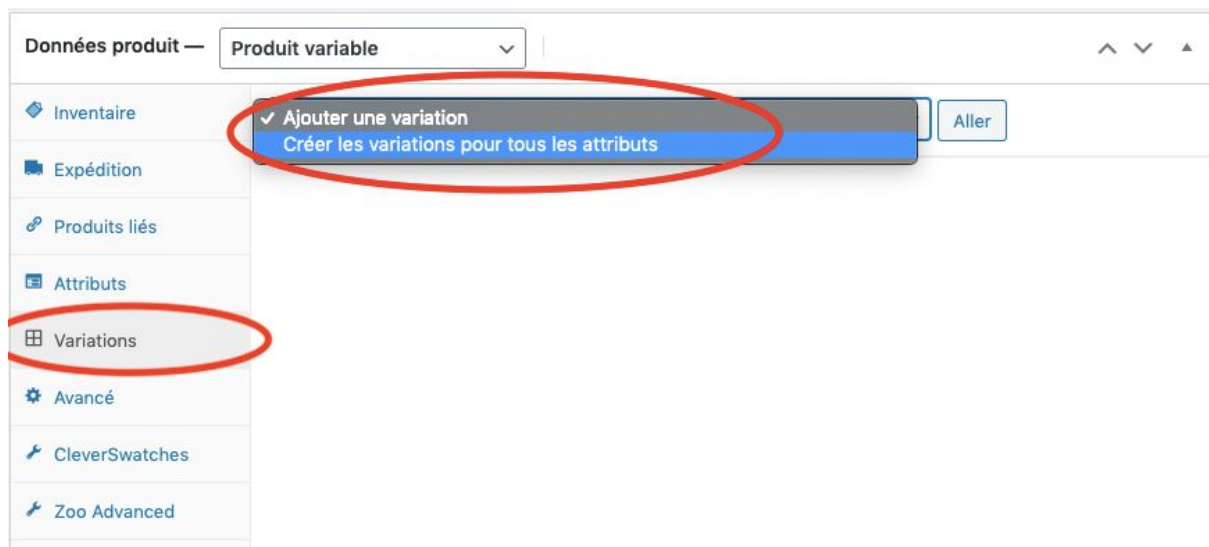 Données produit — Produit variable
Inventaire
✓ Ajouter une variation
Aller
Créer les variations pour tous les attributs
Expédition
Produits liés
Attributs
Variations
Avancé
CleverSwatches
Zoo Advanced